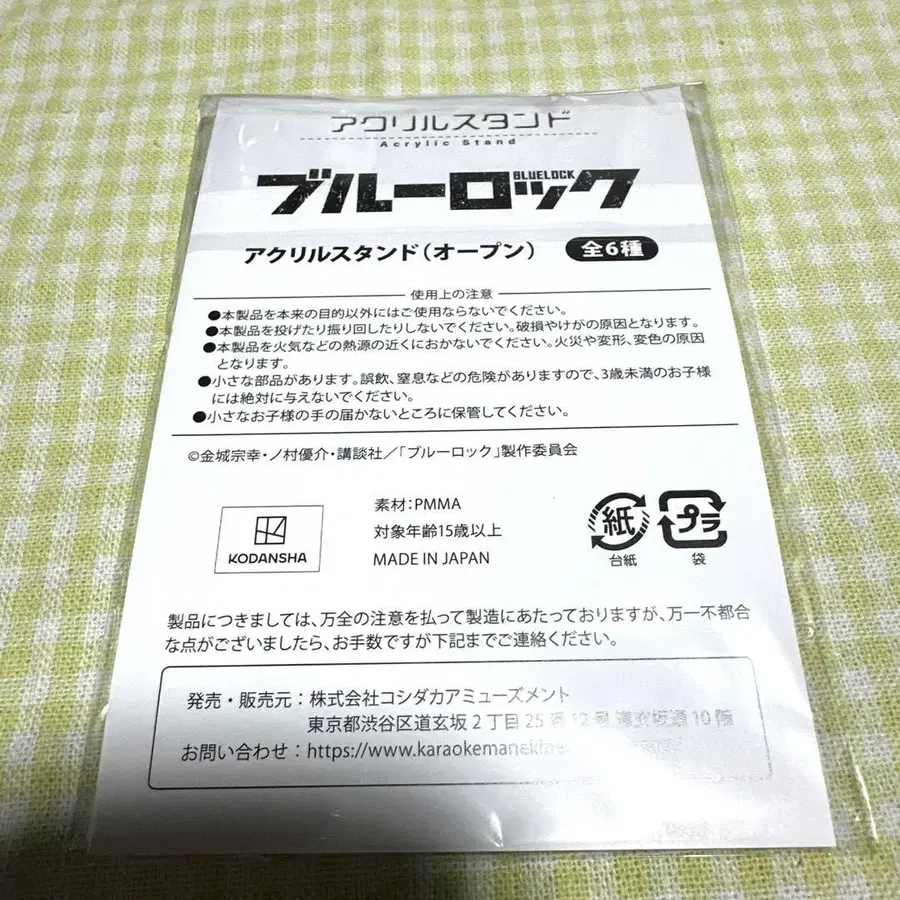 アクリルスタンド
Acrylic Stand
BLUELOCK
ブルーロック
アクリルスタンド(オープン) 全6種
使用上の注意
●本製品を本来の目的以外にはご使用ならないでください。
●本製品を投げたり振り回したりしないでください。破損やけがの原因となります。
●本製品を火気などの熱源の近くにおかないでください。火災や変形、変色の原因
となります。
●小さな部品があります。誤飲、窒息などの危険がありますので、3歳未満のお子様
には絶対に与えないでください。
●小さなお子様の手の届かないところに保管してください。
©金城宗幸・ノ村優介・講談社/「ブルーロック」製作委員会
KODANSHA
素材:PMMA
対象年齢15歳以上
MADE IN JAPAN
紙
台紙
プラ
袋
製品につきましては、万全の注意を払って製造にあたっておりますが、万一不都合
な点がございましたら、お手数ですが下記までご連絡ください。
発売・販売元:株式会社コシダカアミューズメント
東京都渋谷区道玄坂2丁目25番12号 道玄坂通10階
お問い合わせ:https://www.karaokemaneki